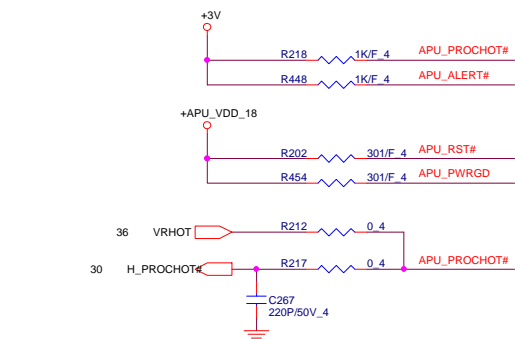 +3V
R218 1K/F_4 APU_PROCHOT#
R448 1K/F_4 APU_ALERT#
+APU_VDD_18
R202 301/F_4 APU_RST#
R454 301/F_4 APU_PWRGD
36 VRHOT R212 0_4
30 H_PROCHOT# R217 0_4 APU_PROCHOT#
C267
220P/50V_4